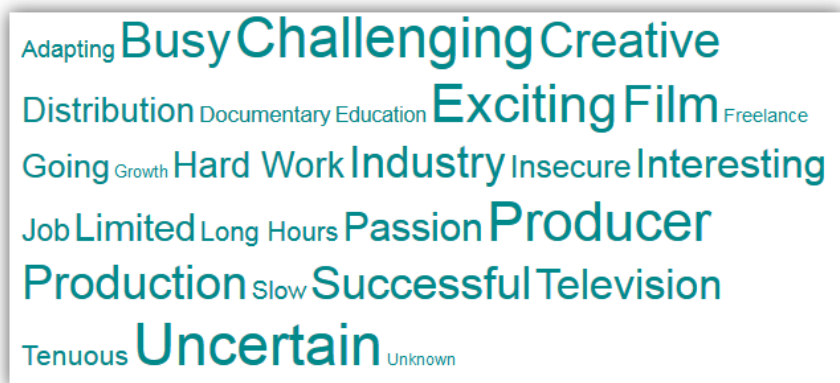 Adapting Busy Challenging Creative
Distribution Documentary Education Exciting Film Freelance
Going Growth Hard Work Industry Insecure Interesting
Job Limited Long Hours Passion Producer
Production Slow Successful Television
Tenuous Uncertain Unknown